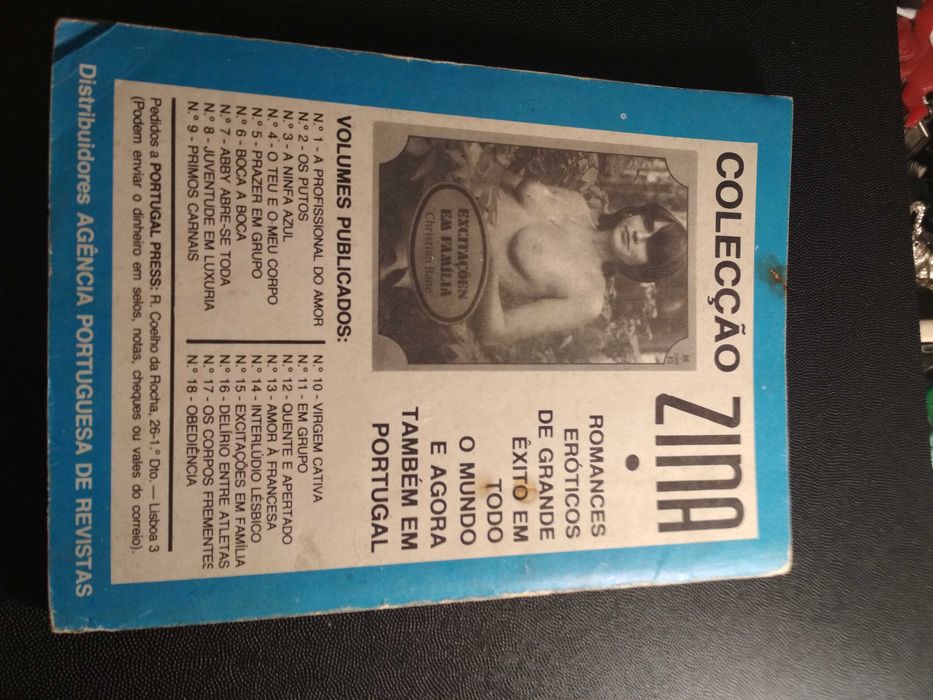 COLECÇÃO ZINA
EXCITAÇOEN
EM FAMÍLIA
Christian Bane
ROMANCES
ERÓTICOS
DE GRANDE
ÊXITO EM
TODO
O MUNDO
E AGORA
TAMBÉM EM
PORTUGAL
VOLUMES PUBLICADOS:
N.º 1 - A PROFISSIONAL DO AMOR
N.º 2 - OS PUTOS
N.º 3 - A NINFA AZUL
N.º 4 - O TEU E O MEU CORPO
N.º 5 - PRAZER EM GRUPO
N.º 6 - BOCA A BOCA
N.º 7 - ABBY ABRE-SE TODA
N.º 8 - JUVENTUDE EM LUXURIA
N.º 9 - PRIMOS CARNAIS
N.º 10 - VIRGEM CATIVA
N.º 11 - EM GRUPO
N.º 12 - QUENTE E APERTADO
N.º 13 - AMOR À FRANCESA
N.º 14 - INTERLÚDIO LÉSBICO
N.º 15 - EXCITAÇÕES EM FAMÍLIA
N.º 16 - DELÍRIO ENTRE ATLETAS
N.º 17 - OS CORPOS FREMENTES
N.º 18 - OBEDIÊNCIA
Pedidos a PORTUGAL PRESS: R. Coelho da Rocha, 26-1.º Dto. — Lisboa 3
(Podem enviar o dinheiro em selos, notas, cheques ou vales do correio).
Distribuidores AGÊNCIA PORTUGUESA DE REVISTAS